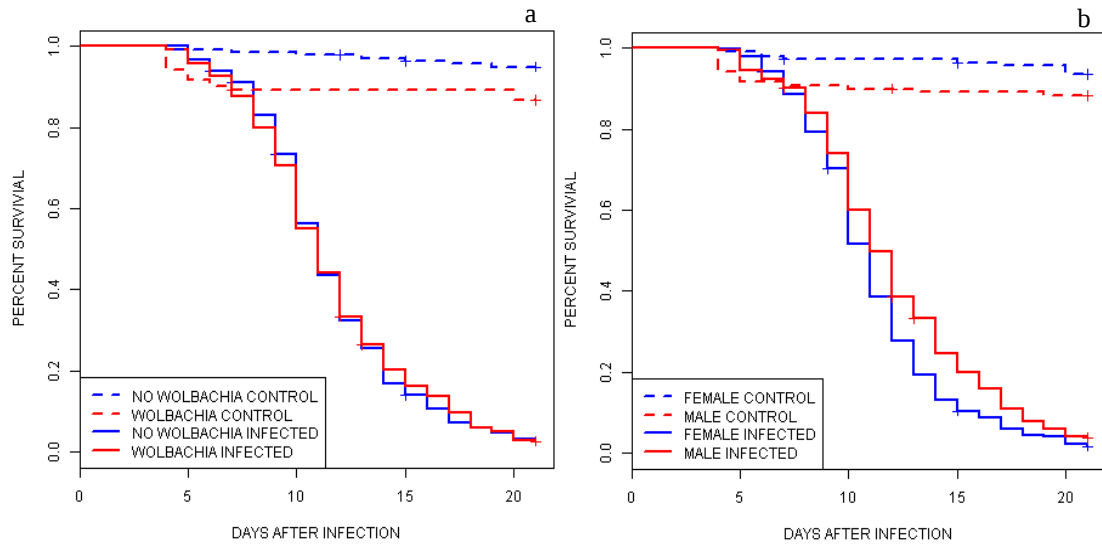 a
PERCENT SURVIVIAL
1.0
0.8
0.6
0.4
0.2
0.0
NO WOLBACHIA CONTROL
WOLBACHIA CONTROL
NO WOLBACHIA INFECTED
WOLBACHIA INFECTED
0 5 10 15 20
DAYS AFTER INFECTION
b
PERCENT SURVIVIAL
1.0
0.8
0.6
0.4
0.2
0.0
FEMALE CONTROL
MALE CONTROL
FEMALE INFECTED
MALE INFECTED
0 5 10 15 20
DAYS AFTER INFECTION